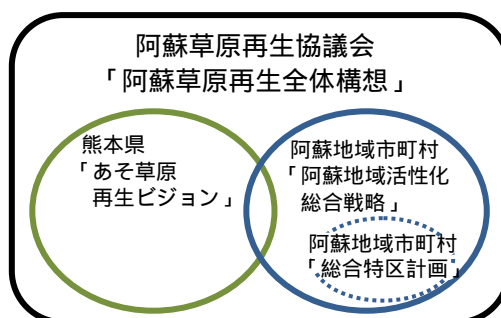 阿蘇草原再生協議会
「阿蘇草原再生全体構想」
熊本県
「あそ草原
再生ビジョン」
阿蘇地域市町村
「阿蘇地域活性化
総合戦略」
阿蘇地域市町村
「総合特区計画」